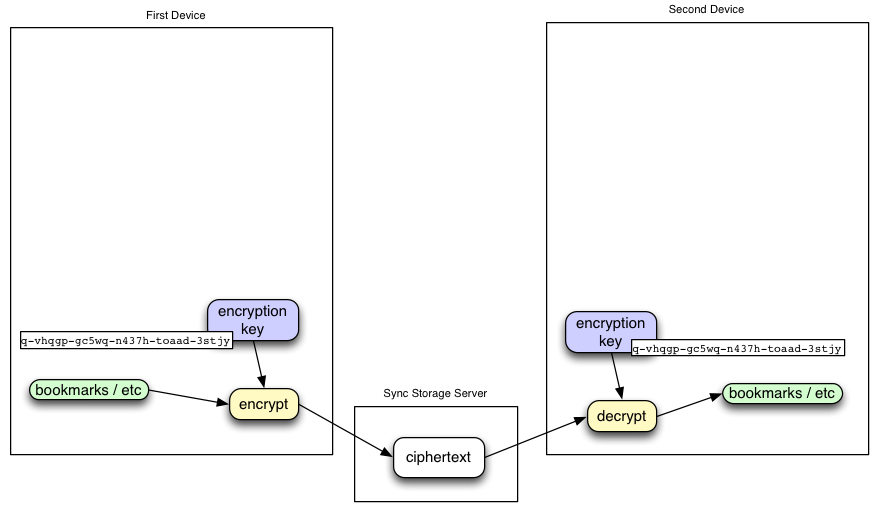 First Device
Second Device
encryption
key
q-vhqgp-gc5wq-n437h-toaad-3stjy
bookmarks / etc
encrypt
Sync Storage Server
ciphertext
encryption
key
q-vhqgp-gc5wq-n437h-toaad-3stjy
decrypt
bookmarks / etc